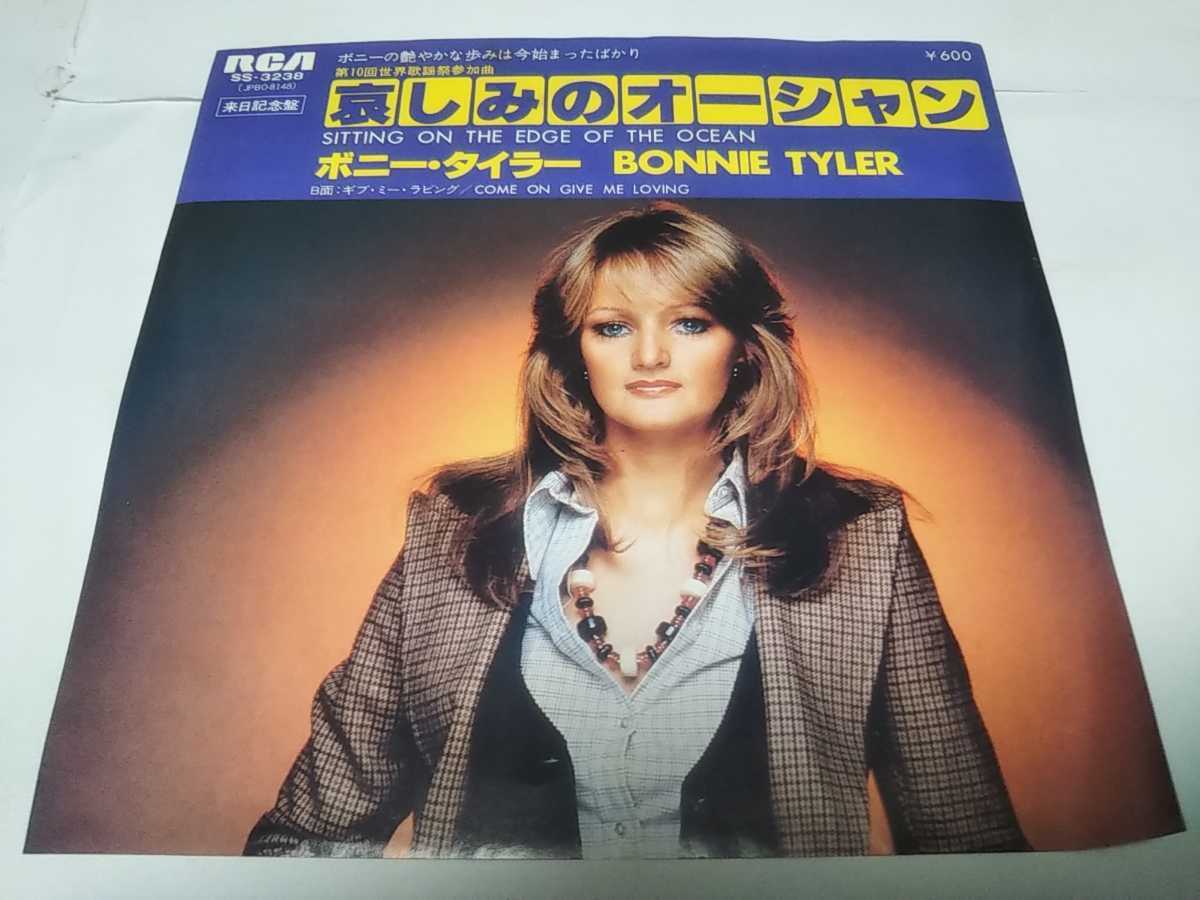 RCA
SS-3238
(JPBO-8148)
来日記念盤
ボニーの艶やかな歩みは今始まったばかり
¥600
第10回世界歌謡祭参加曲
哀しみのオーシャン
SITTING ON THE EDGE OF THE OCEAN
ボニー・タイラー BONNIE TYLER
B面:ギブ・ミー・ラビング/COME ON GIVE ME LOVING